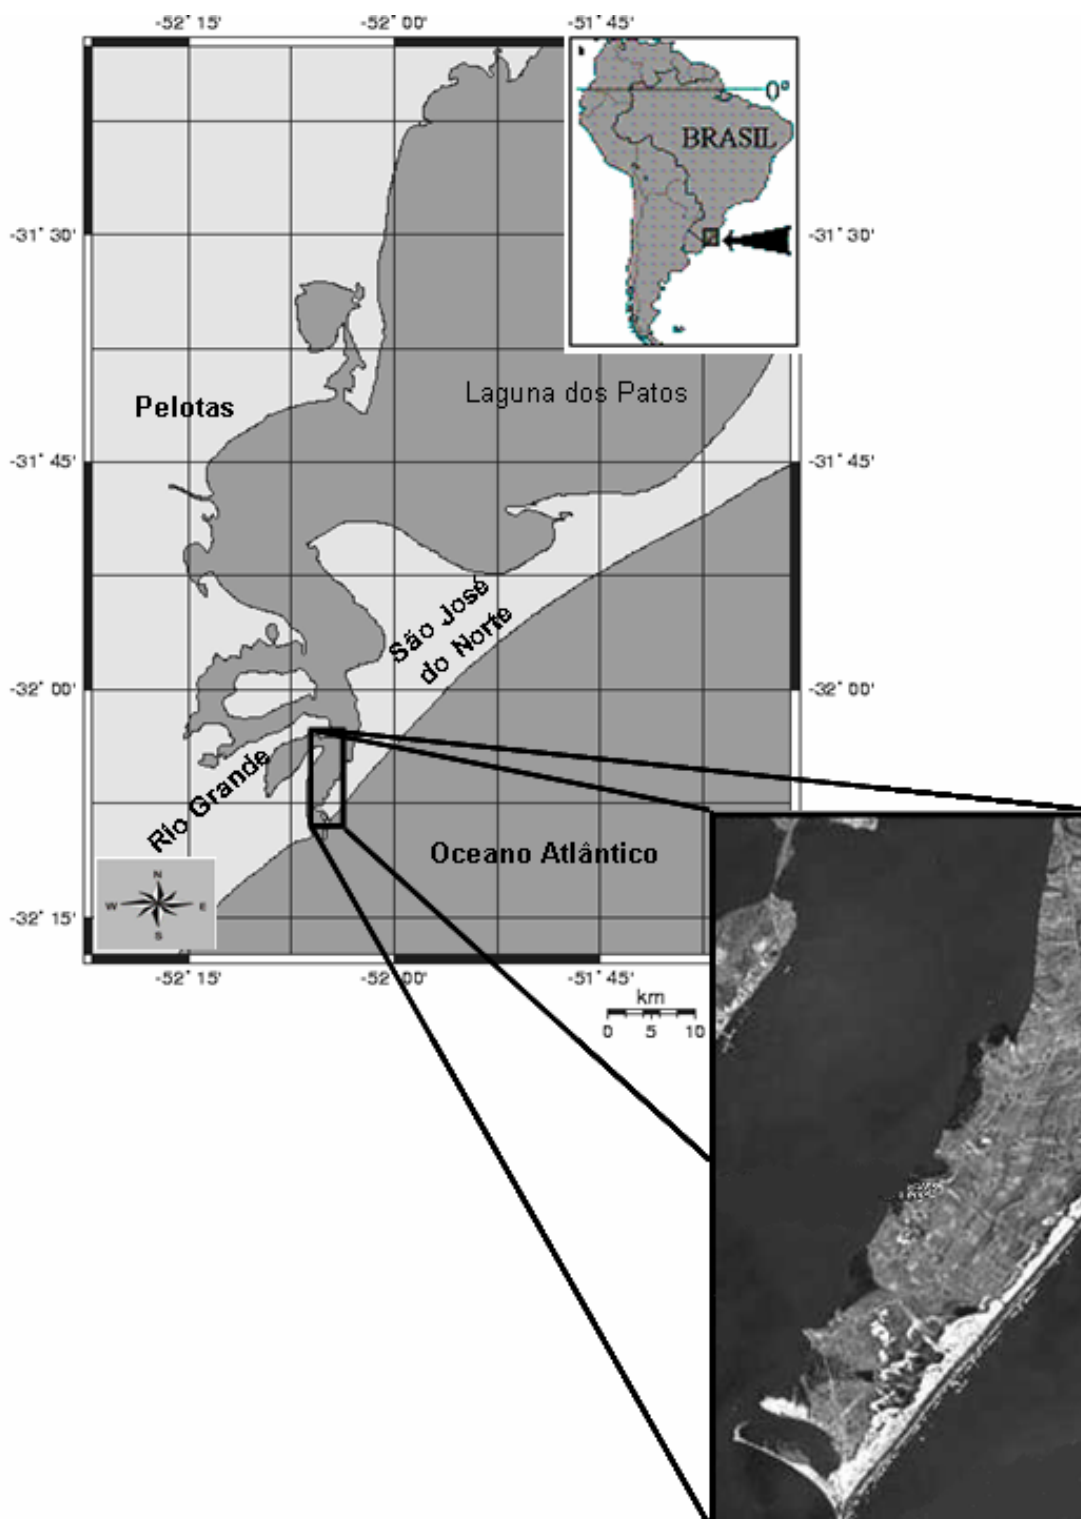 -52° 15' -52° 00' -51° 45'
0°
BRASIL
-31° 30' -31° 30'
Laguna dos Patos
Pelotas
-31° 45' -31° 45'
São José
do Norte
-32° 00' -32° 00'
Rio Grande
Oceano Atlântico
N
W E
S
-32° 15' -32° 15'
-52° 15' -52° 00' -51° 45'
km
0 5 10